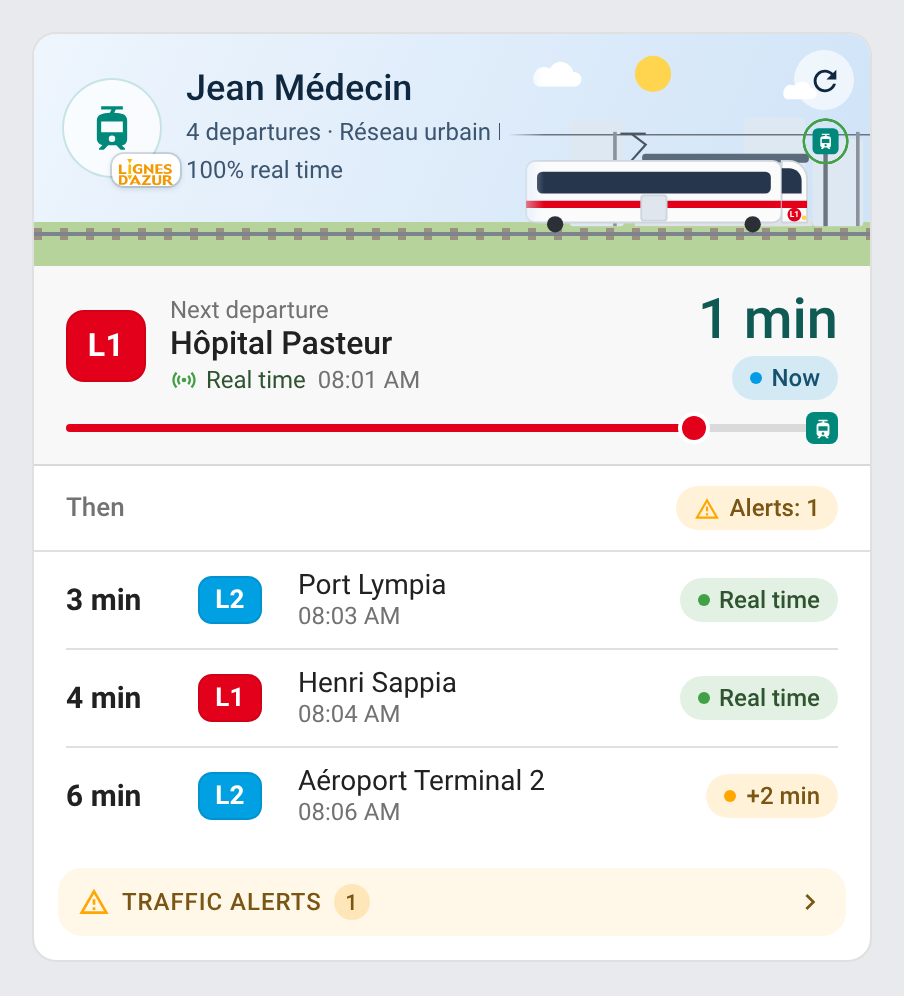 Jean Médecin
4 departures · Réseau urbain
100% real time
LIGNES
D'AZUR
L1
L1
Next departure
Hôpital Pasteur
Real time 08:01 AM
1 min
Now
Then
Alerts: 1
3 min
L2
Port Lympia
08:03 AM
Real time
4 min
L1
Henri Sappia
08:04 AM
Real time
6 min
L2
Aéroport Terminal 2
08:06 AM
+2 min
TRAFFIC ALERTS 1